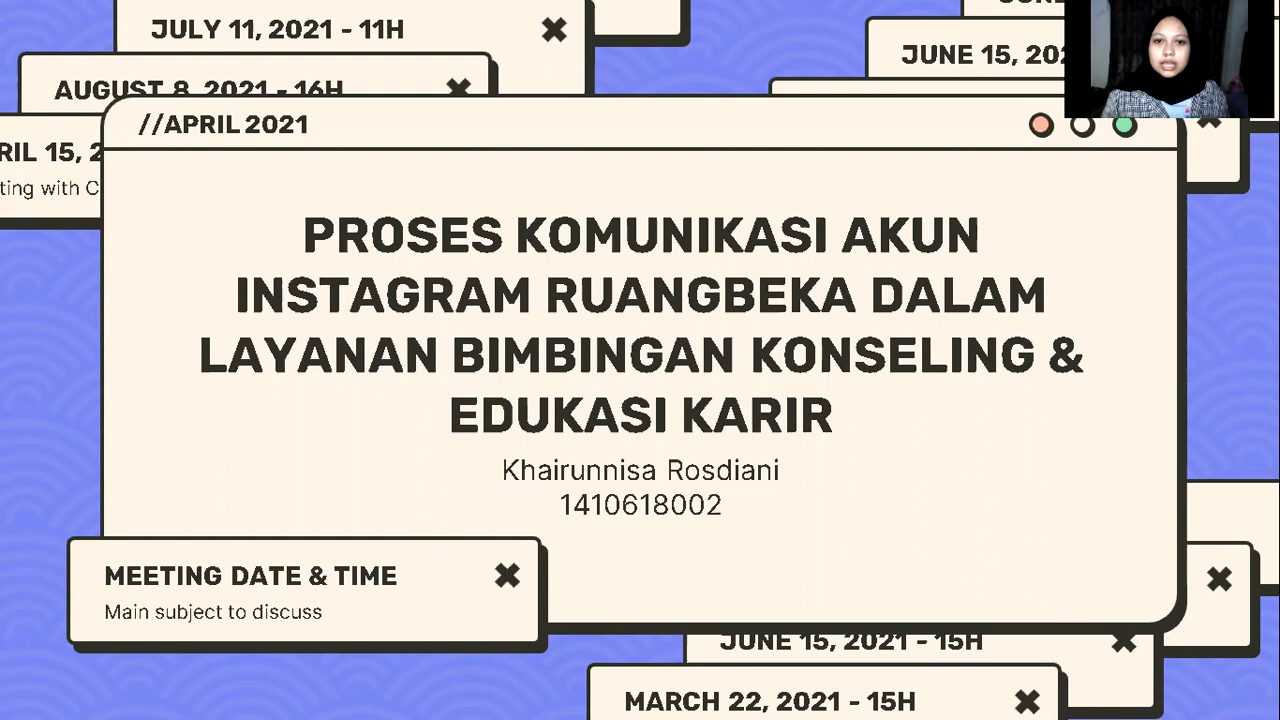 JULY 11, 2021 - 11H
JUNE 15, 202
AUGUST 8, 2021 - 16H
//APRIL 2021
RIL 15, 2
ting with C
PROSES KOMUNIKASI AKUN
INSTAGRAM RUANGBEKA DALAM
LAYANAN BIMBINGAN KONSELING &
EDUKASI KARIR
Khairunnisa Rosdiani
1410618002
MEETING DATE & TIME
Main subject to discuss
JUNE 15, 2021 - 15H
MARCH 22, 2021 - 15H